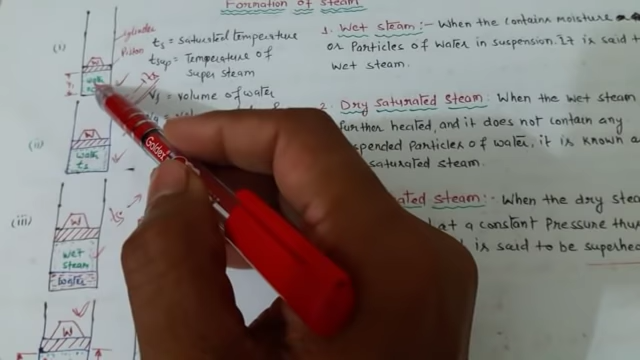 Formation of steam
(i)
Cylinder
Piston
W
ts = saturated temperature
tsup = Temperature of
super steam
Vf = volume of water
(ii)
water
ts
(iii)
W
wet
steam
water
W
Goldex
1. Wet steam :- When the contains moisture
or Particles of water in suspension. It is said t
wet steam.
2. Dry saturated steam: When the wet stea
further heated, and it does not contain any
spended particles of water, it is known a
saturated steam.
ated steam:- When the dry stea
at a constant Pressure thus
is said to be superhea